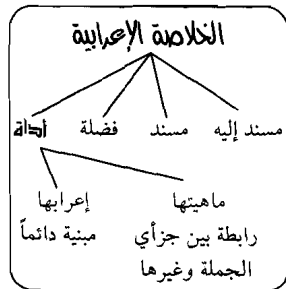 الخلاصة الإعرابية
مسند إليه مسند فضلة أداة
ماهيتها إعرابها
رابطة بين جزأي مبنية دائماً
الجملة وغيرها